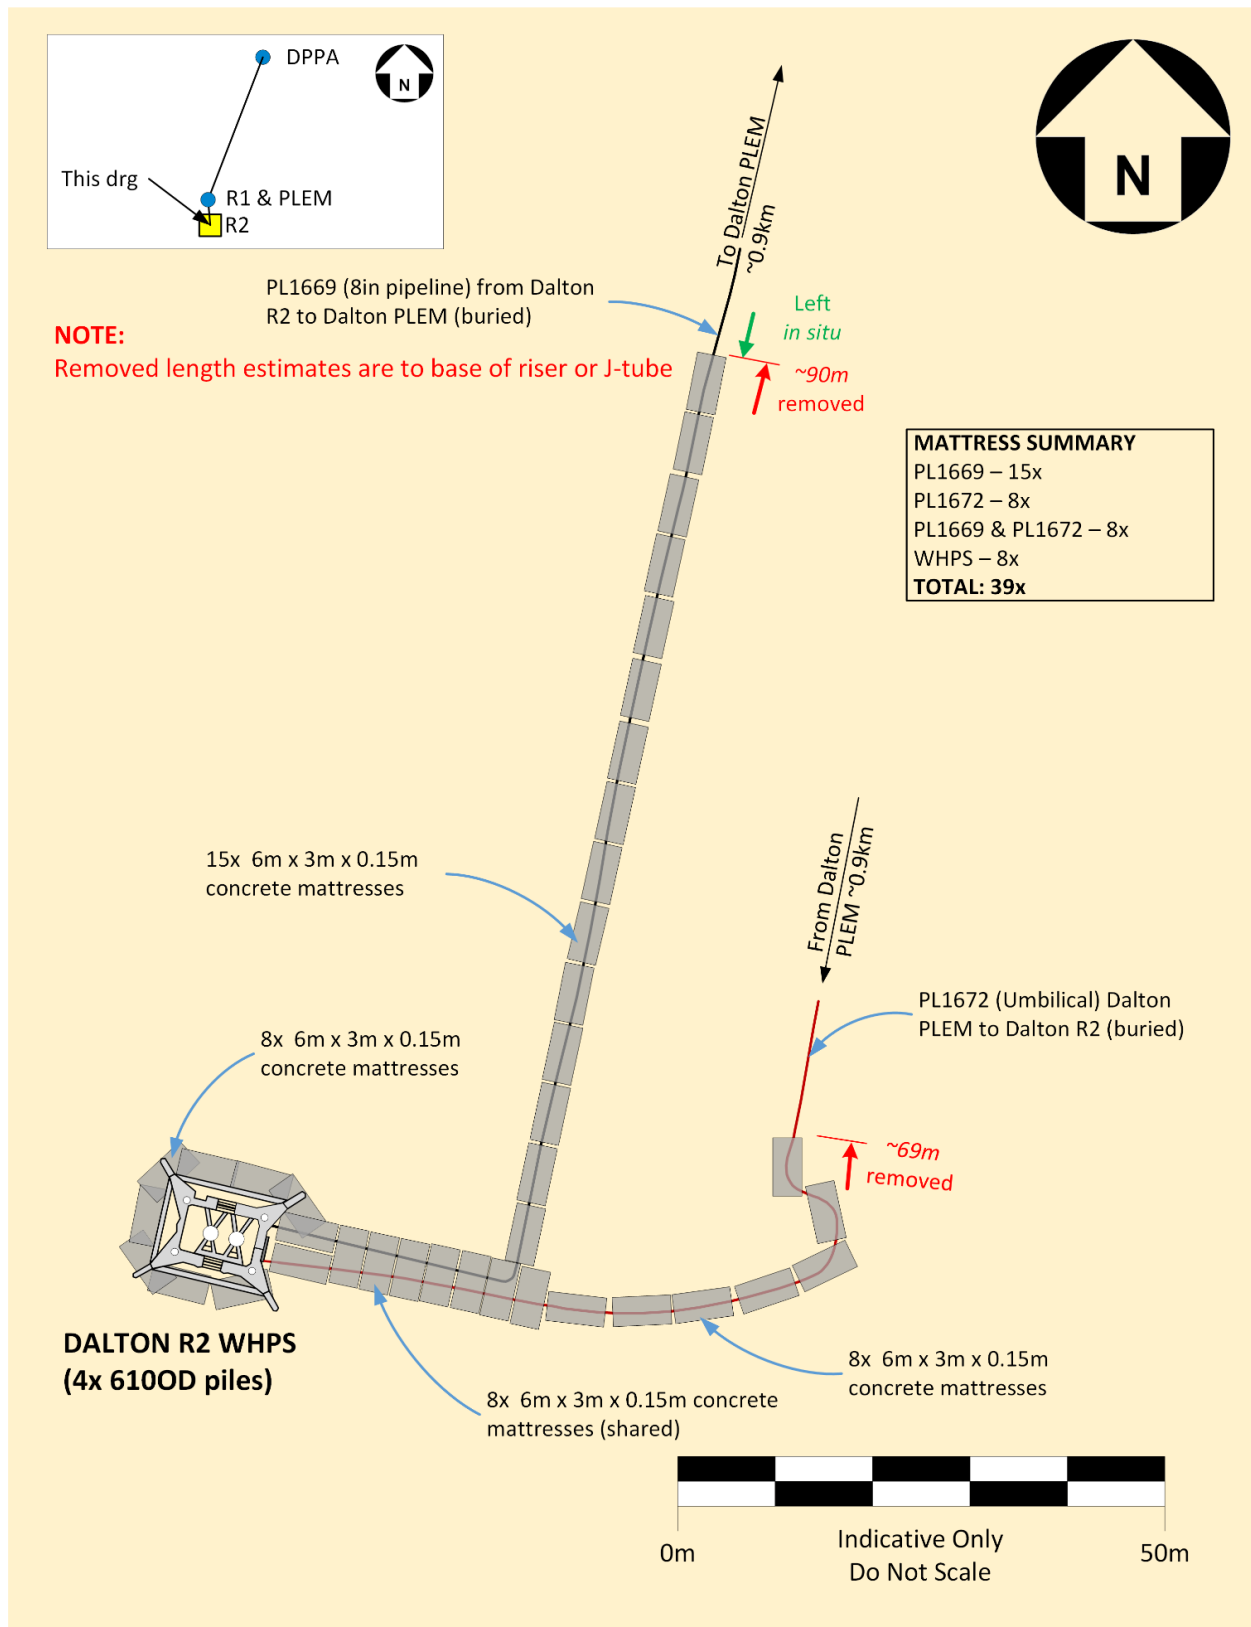 DPPA
N
This drg
R1 & PLEM
R2
N
To Dalton PLEM
~0.9km
PL1669 (8in pipeline) from Dalton
R2 to Dalton PLEM (buried)
Left
in situ
NOTE:
Removed length estimates are to base of riser or J-tube
~90m
removed
MATTRESS SUMMARY
PL1669 – 15x
PL1672 – 8x
PL1669 & PL1672 – 8x
WHPS – 8x
TOTAL: 39x
15x 6m x 3m x 0.15m
concrete mattresses
From Dalton
PLEM ~0.9km
PL1672 (Umbilical) Dalton
PLEM to Dalton R2 (buried)
8x 6m x 3m x 0.15m
concrete mattresses
~69m
removed
DALTON R2 WHPS
(4x 610OD piles)
8x 6m x 3m x 0.15m
concrete mattresses
8x 6m x 3m x 0.15m concrete
mattresses (shared)
Indicative Only
Do Not Scale
0m
50m